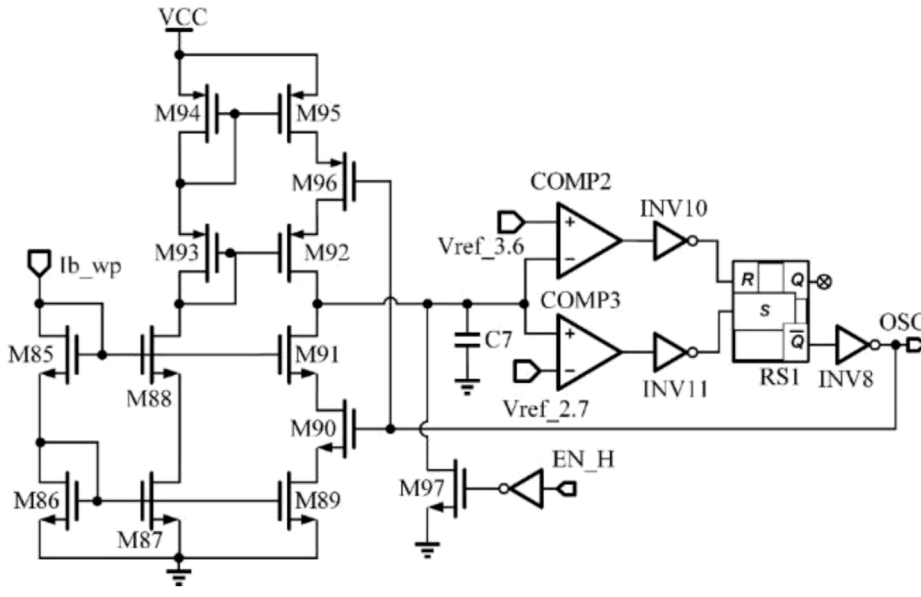 VCC
M94
M95
M96
COMP2
INV10
Vref_3.6
M93
M92
Ib_wp
COMP3
R
Q
S
Q̅
OSC
M85
M88
M91
C7
INV11
RS1
INV8
Vref_2.7
M90
EN_H
M86
M87
M89
M97
+
−
+
−